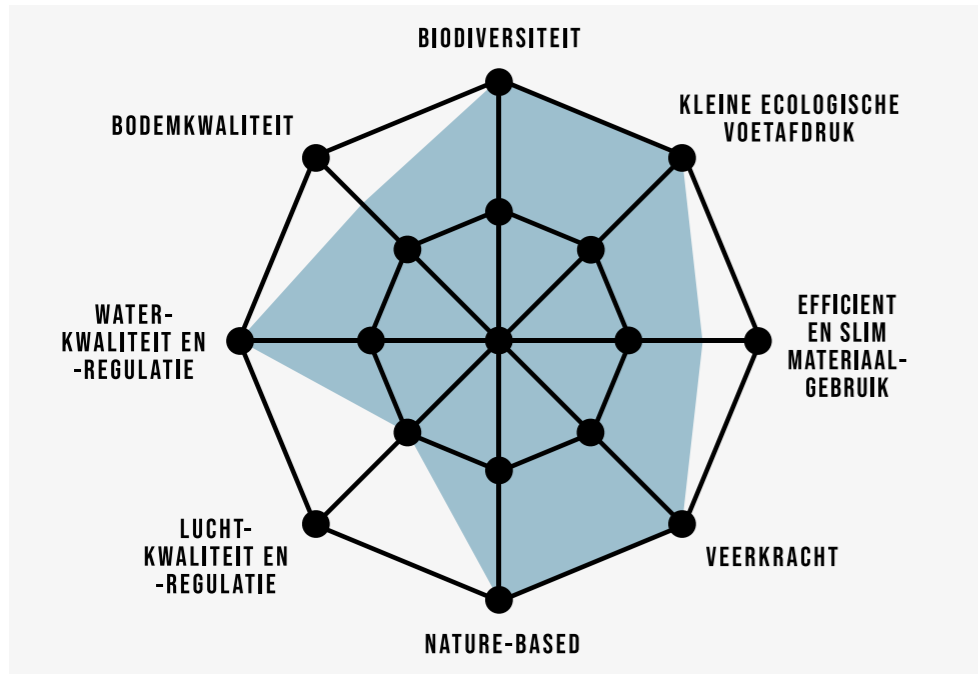 BIODIVERSITEIT
KLEINE ECOLOGISCHE
VOETAFDRUK
EFFICIENT
EN SLIM
MATERIAAL-
GEBRUIK
VEERKRACHT
NATURE-BASED
LUCHT-
KWALITEIT EN
-REGULATIE
WATER-
KWALITEIT EN
-REGULATIE
BODEMKWALITEIT